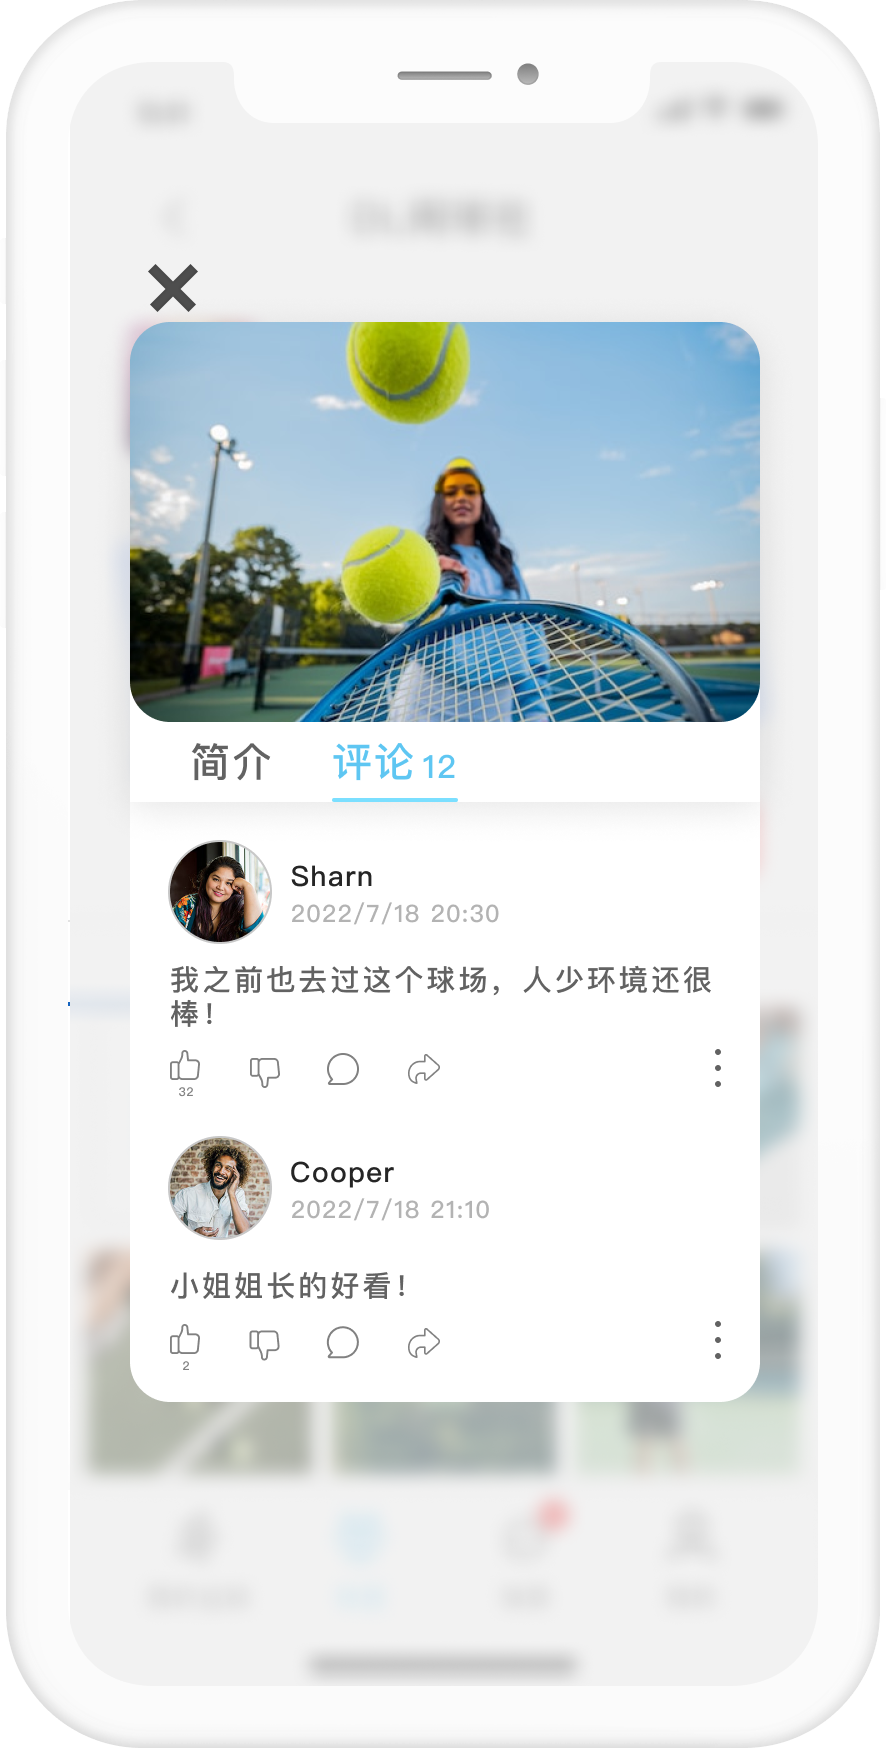 简介
评论 12
Sharn
2022/7/18 20:30
我之前也去过这个球场，人少环境还很
棒！
32
Cooper
2022/7/18 21:10
小姐姐长的好看！
2